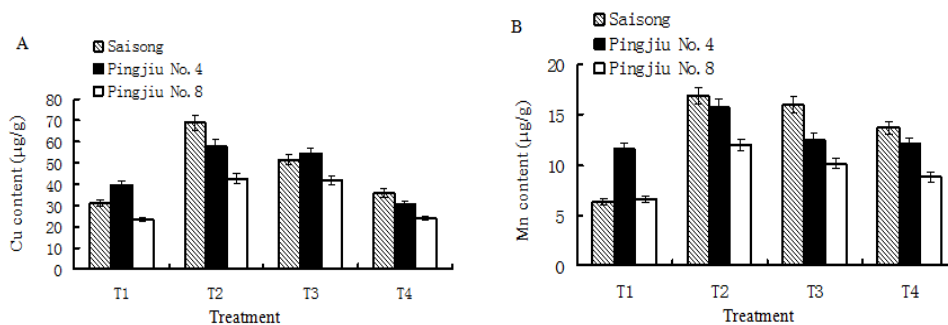 A
Saisong
Pingjiu No. 4
Pingjiu No. 8
Cu content (μg/g)
80
70
60
50
40
30
20
10
0
T1 T2 T3 T4
Treatment
B
Saisong
Pingjiu No. 4
Pingjiu No. 8
Mn content (μg/g)
20
15
10
5
0
T1 T2 T3 T4
Treatment